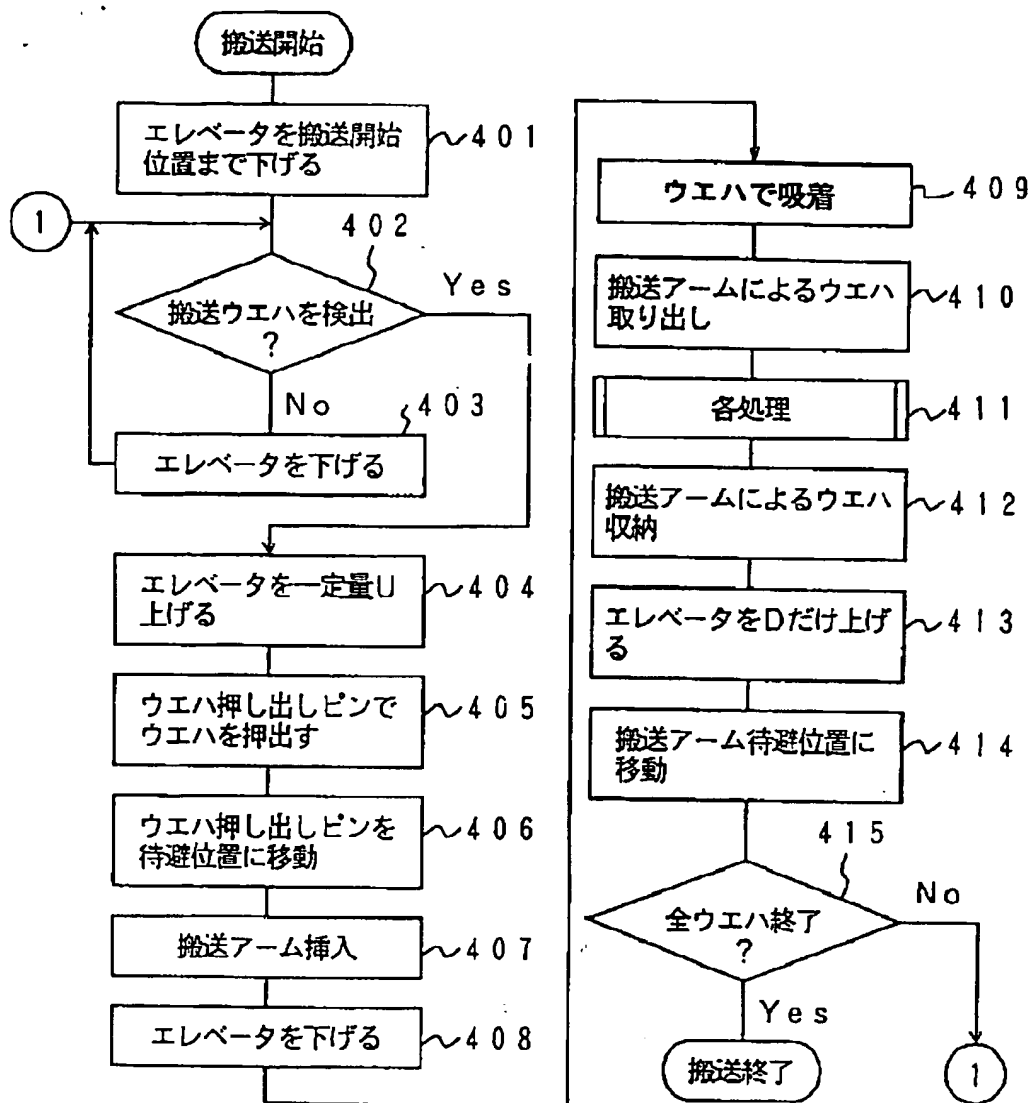 搬送開始
エレベータを搬送開始
位置まで下げる
401
1
402
搬送ウエハを検出
?
Yes
No
403
エレベータを下げる
エレベータを一定量U
上げる
404
ウエハ押し出しピンで
ウエハを押出す
405
ウエハ押し出しピンを
待避位置に移動
406
搬送アーム挿入
407
エレベータを下げる
408
ウエハで吸着
409
搬送アームによるウエハ
取り出し
410
各処理
411
搬送アームによるウエハ
収納
412
エレベータをDだけ上げ
る
413
搬送アーム待避位置に
移動
414
415
全ウエハ終了
?
No
Yes
搬送終了
1